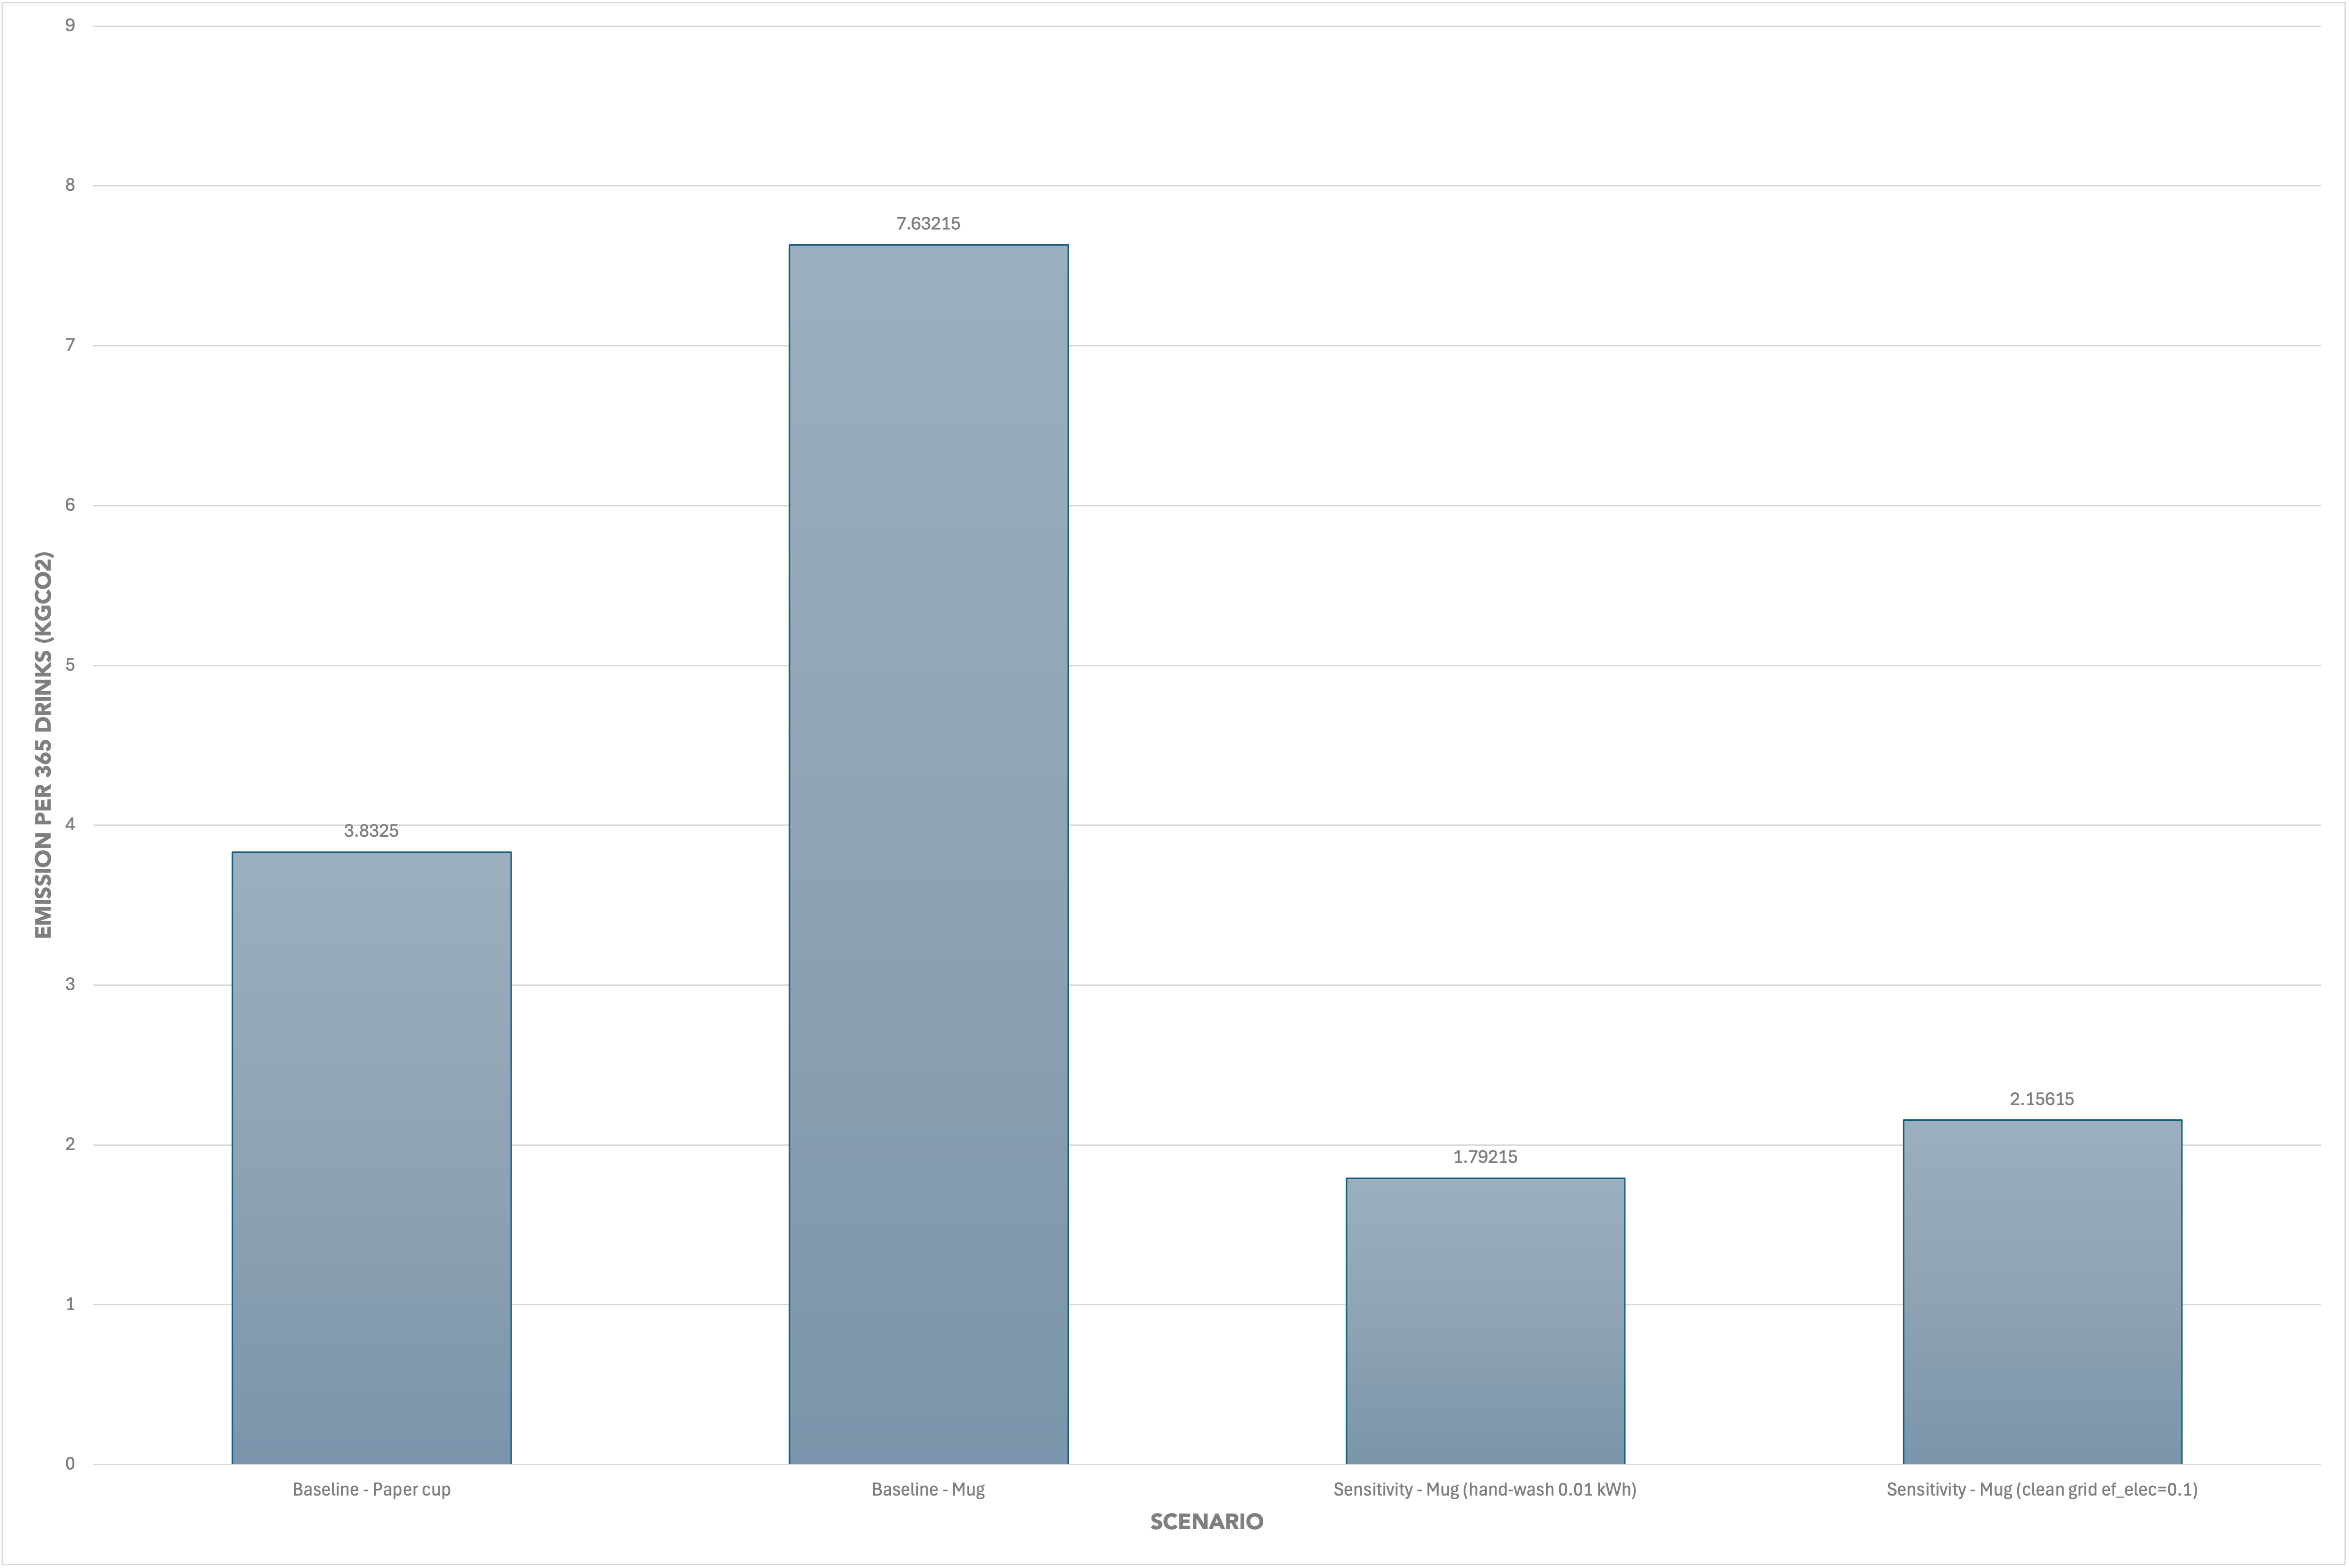 9
8
7.63215
7
6
5
4
3.8325
3
2.15615
2
1.79215
1
0
EMISSION PER 365 DRINKS (KGCO2)
Baseline - Paper cup
Baseline - Mug
Sensitivity - Mug (hand-wash 0.01 kWh)
Sensitivity - Mug (clean grid ef_elec=0.1)
SCENARIO